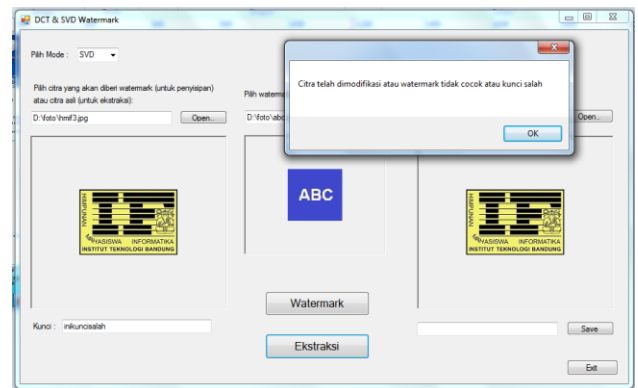 DCT & SVD Watermark
Pilih Mode : SVD
Pilih citra yang akan diberi watermark (untuk penyisipan)
atau citra asli (untuk ekstraksi):
D:\foto\hmif3.jpg Open..
Pilih
D:\foto\abc
Open..
Citra telah dimodifikasi atau watermark tidak cocok atau kunci salah
OK
HIMPUNAN
MAHASISWA INFORMATIKA
INSTITUT TEKNOLOGI BANDUNG
ABC
HIMPUNAN
MAHASISWA INFORMATIKA
INSTITUT TEKNOLOGI BANDUNG
Watermark
Kunci : inikuncisalah
Save
Ekstraksi
Exit